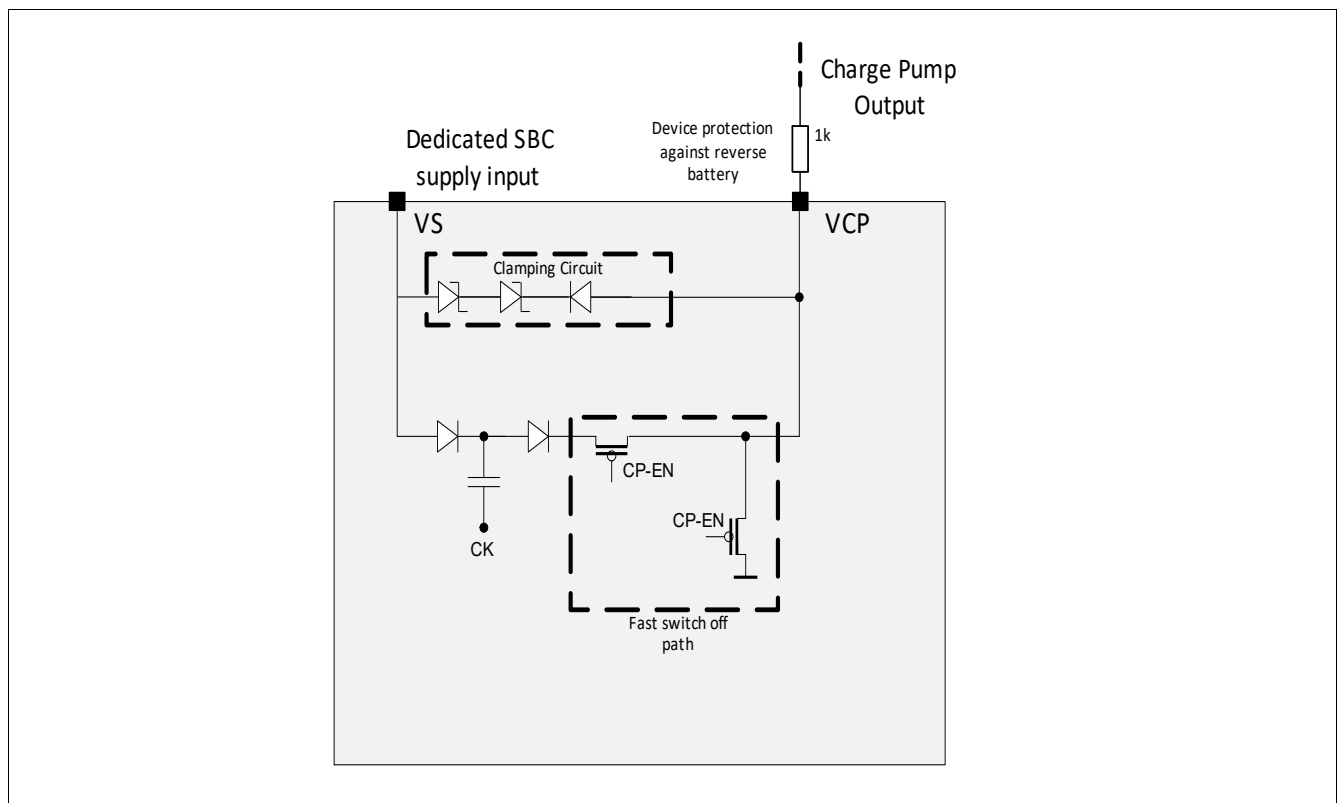 Charge Pump
Output
Device protection
against reverse
battery
1k
Dedicated SBC
supply input
VS
VCP
Clamping Circuit
CP-EN
CP-EN
CK
Fast switch off
path